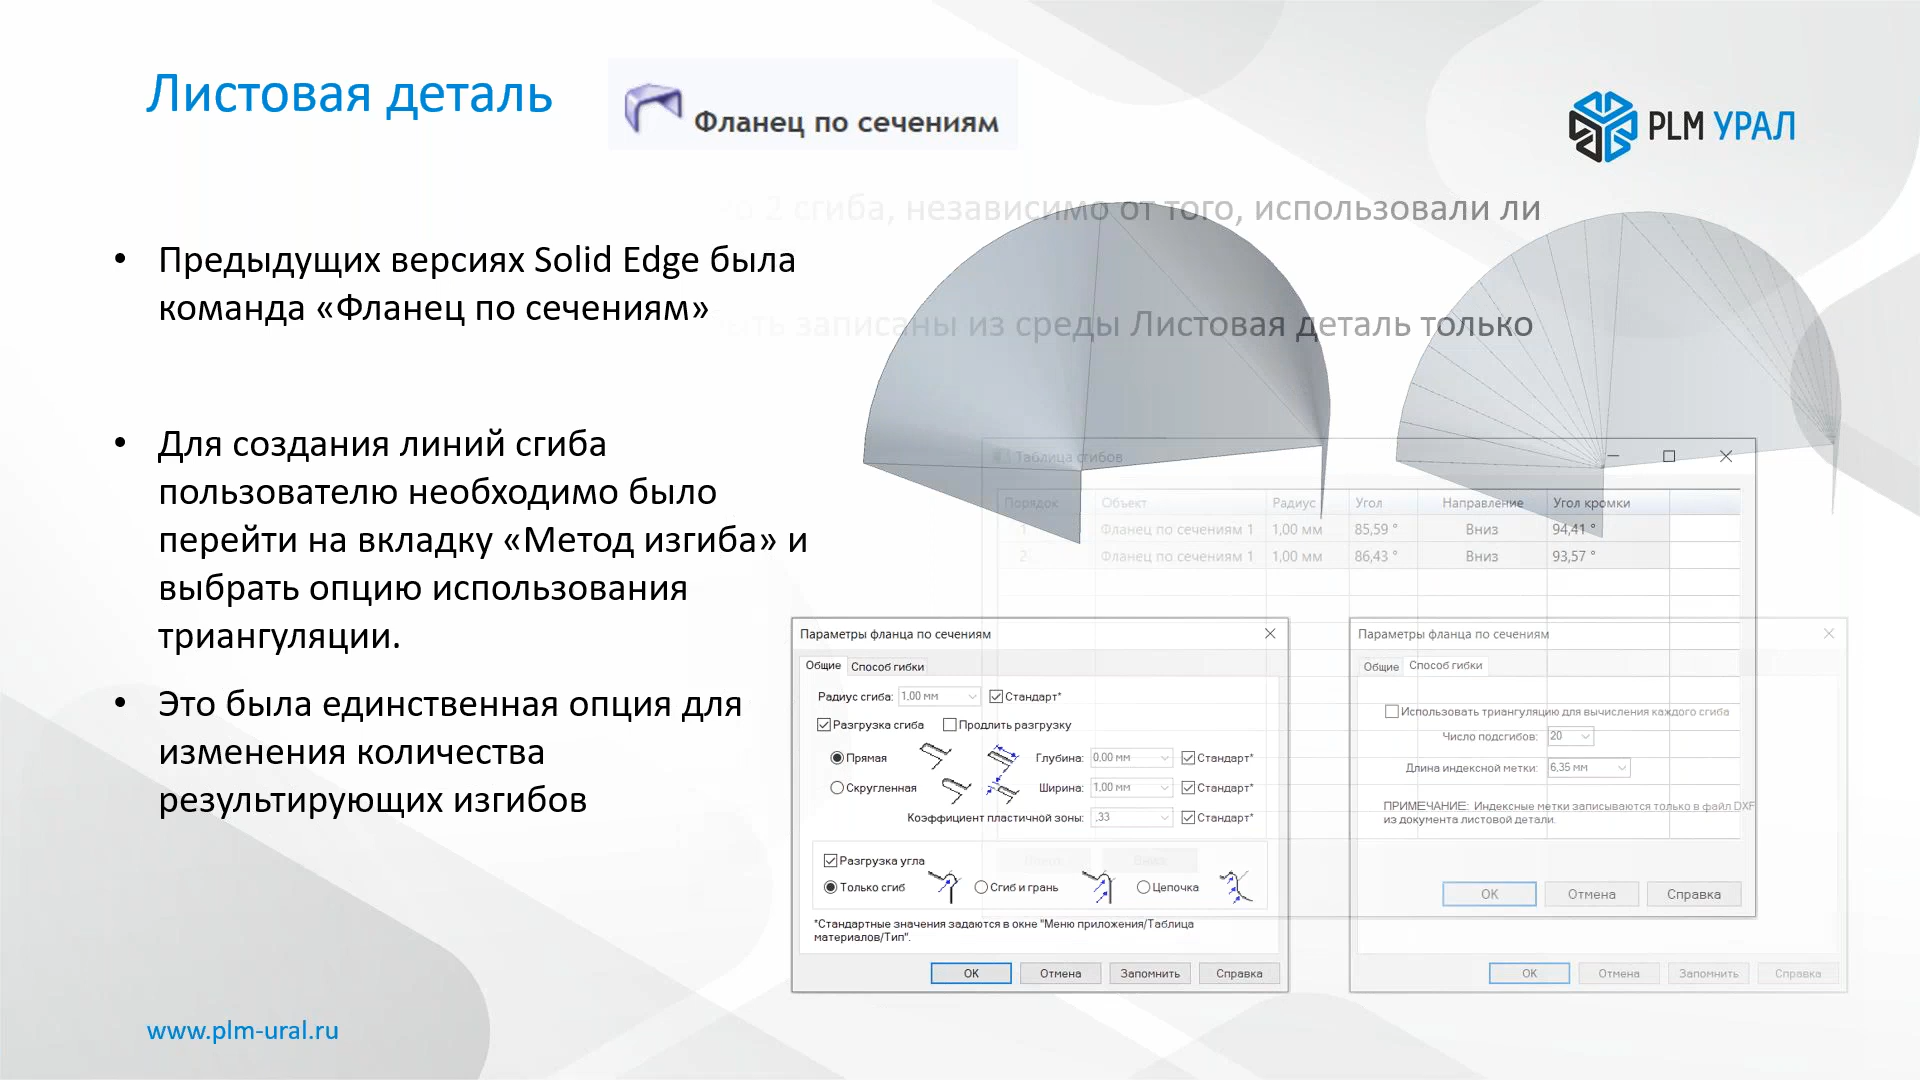 Листовая деталь
Фланец по сечениям
PLM УРАЛ
2 сгиба, независимо от того, использовали ли
• Предыдущих версиях Solid Edge была
команда «Фланец по сечениям»
записаны из среды Листовая деталь только
• Для создания линий сгиба
пользователю необходимо было
перейти на вкладку «Метод изгиба» и
выбрать опцию использования
триангуляции.
• Это была единственная опция для
изменения количества
результирующих изгибов
Таблица сгибов
Порядок Объект Радиус Угол Направление Угол кромки
1 Фланец по сечениям 1 1,00 мм 85,59 ° Вниз 94,41 °
2 Фланец по сечениям 1 1,00 мм 86,43 ° Вниз 93,57 °
Параметры фланца по сечениям
Общие Способ гибки
Радиус сгиба: 1.00 мм Стандарт*
Разгрузка сгиба Продлить разгрузку
Прямая Глубина: 0,00 мм Стандарт*
Скругленная Ширина: 1,00 мм Стандарт*
Коэффициент пластичной зоны: .33 Стандарт*
Разгрузка угла
Только сгиб Сгиб и грань Цепочка
*Стандартные значения задаются в окне "Меню приложения/Таблица
материалов/Тип".
ОК Отмена Запомнить Справка
Параметры фланца по сечениям
Общие Способ гибки
Использовать триангуляцию для вычисления каждого сгиба
Число подсгибов: 20
Длина индексной метки: 6,35 мм
ПРИМЕЧАНИЕ: Индексные метки записываются только в файл DXF
из документа листовой детали.
ОК Отмена Справка
ОК Отмена Запомнить Справка
www.plm-ural.ru